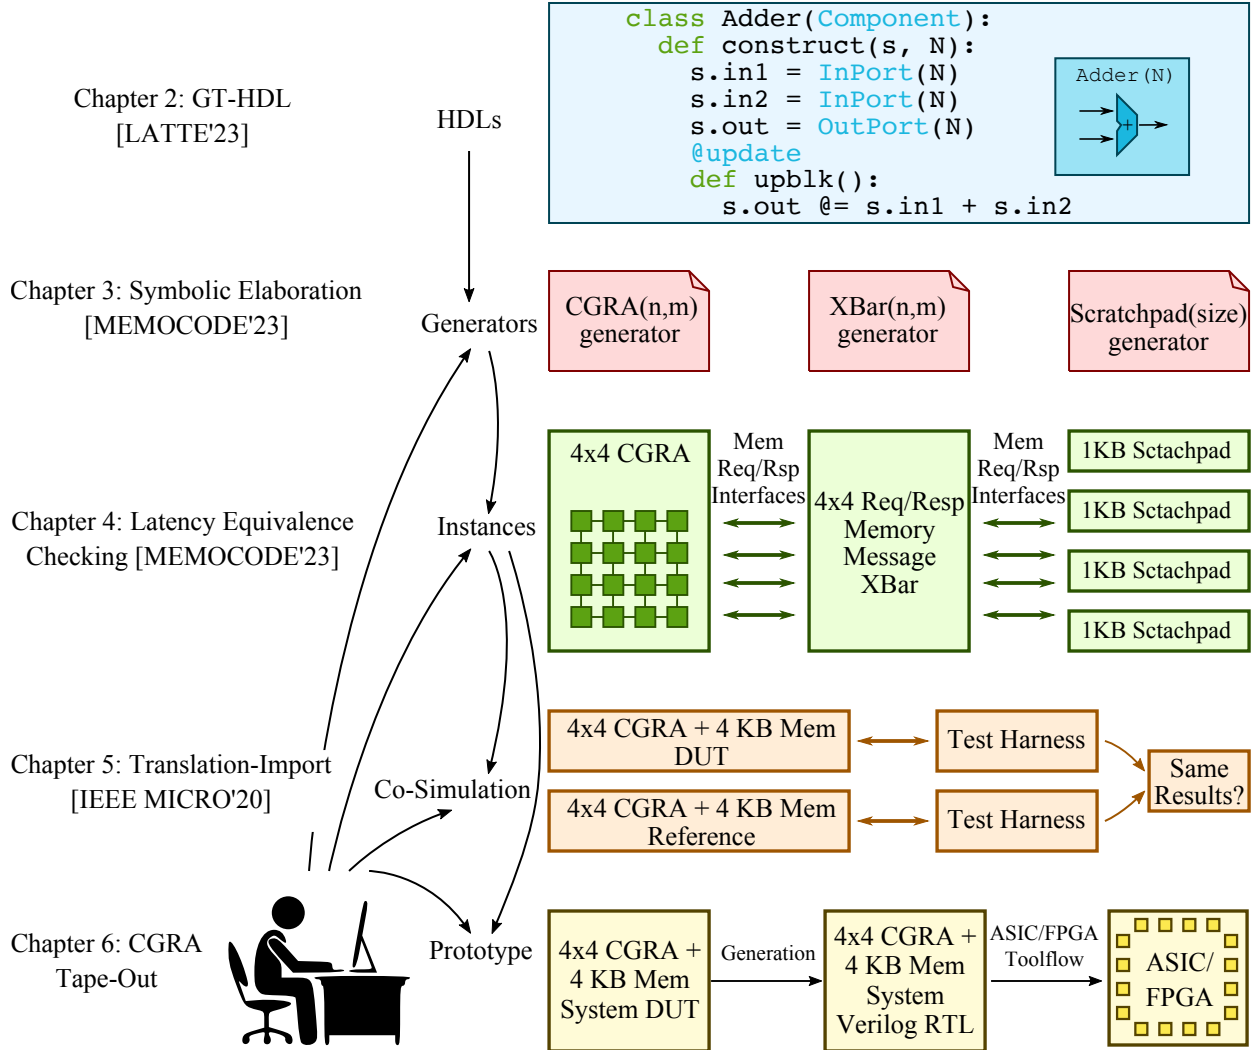 Chapter 2: GT-HDL
[LATTE'23]
HDLs
class Adder(Component):
def construct(s, N):
s.in1 = InPort(N)
s.in2 = InPort(N)
s.out = OutPort(N)
@update
def upblk():
s.out @= s.in1 + s.in2
Adder(N)
+
Chapter 3: Symbolic Elaboration
[MEMOCODE'23]
Generators
CGRA(n,m)
generator
XBar(n,m)
generator
Scratchpad(size)
generator
Chapter 4: Latency Equivalence
Checking [MEMOCODE'23]
Instances
4x4 CGRA
Mem
Req/Rsp
Interfaces
4x4 Req/Resp
Memory
Message
XBar
Mem
Req/Rsp
Interfaces
1KB Sctachpad
1KB Sctachpad
1KB Sctachpad
1KB Sctachpad
Chapter 5: Translation-Import
[IEEE MICRO'20]
Co-Simulation
4x4 CGRA + 4 KB Mem
DUT
Test Harness
4x4 CGRA + 4 KB Mem
Reference
Test Harness
Same
Results?
Chapter 6: CGRA
Tape-Out
Prototype
4x4 CGRA +
4 KB Mem
System DUT
Generation
4x4 CGRA +
4 KB Mem
System
Verilog RTL
ASIC/FPGA
Toolflow
ASIC/
FPGA